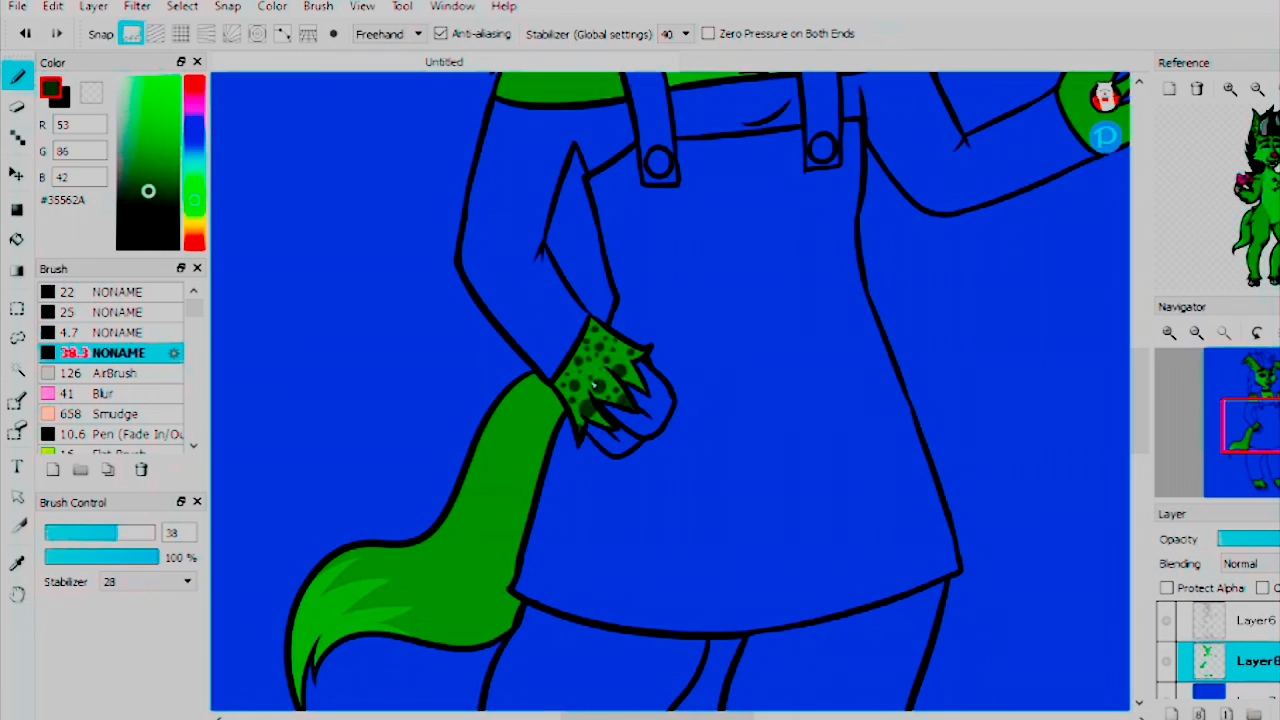 File Edit Layer Filter Select Snap Color Brush View Tool Window Help
Snap Freehand Anti-aliasing Stabilizer (Global settings) 40 Zero Pressure on Both Ends
Color Untitled Reference
R 53
G 86
B 42
#35562A
Brush
22 NONAME
25 NONAME
4.7 NONAME
38.3 NONAME
126 AirBrush
41 Blur
658 Smudge
10.6 Pen (Fade In/Ou
Brush Control
38
100 %
Stabilizer 28
Navigator
Layer
Opacity
Blending Normal
Protect Alpha
Layer6